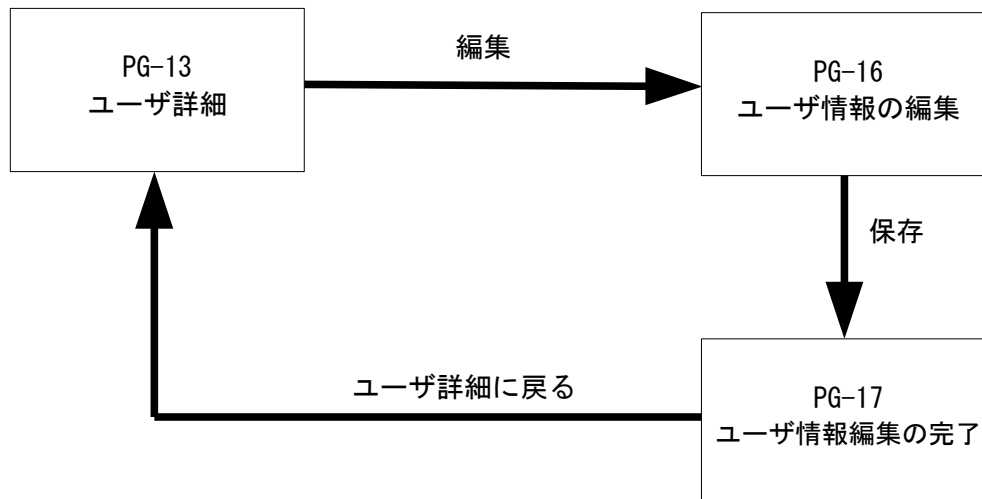 PG-13
ユーザ詳細
編集
PG-16
ユーザ情報の編集
保存
ユーザ詳細に戻る
PG-17
ユーザ情報編集の完了